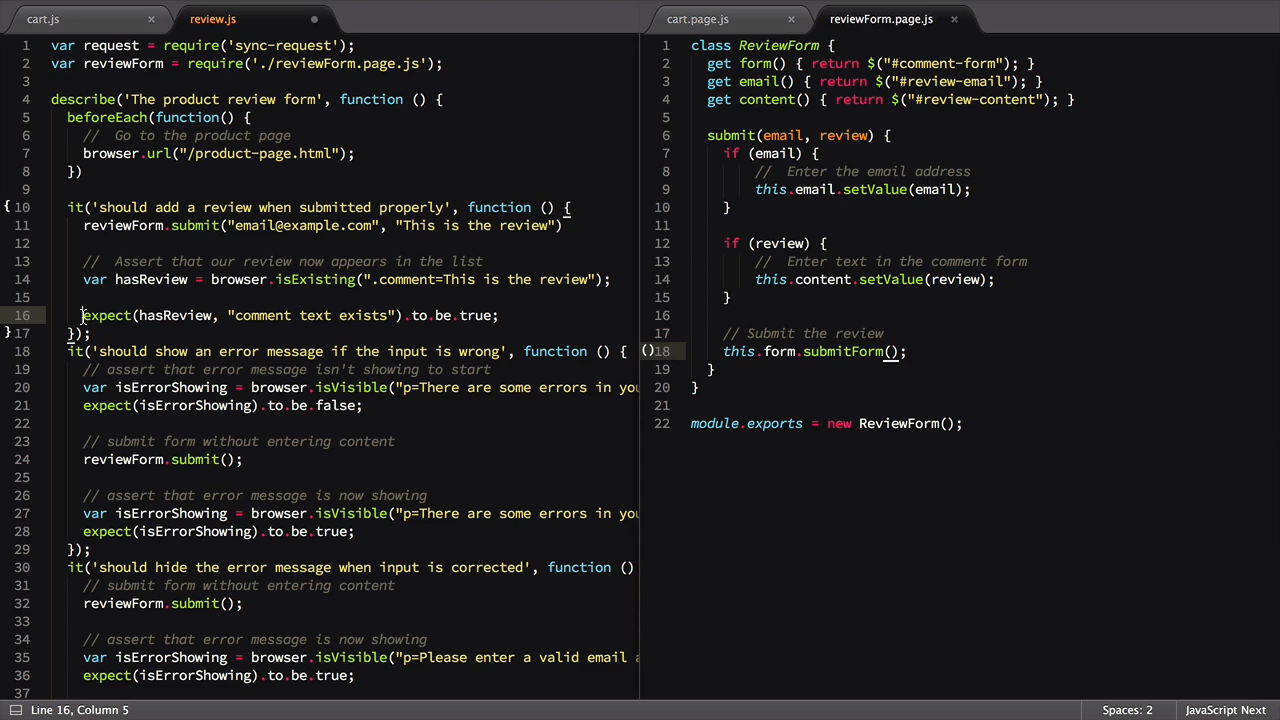 cart.js
review.js
cart.page.js
reviewForm.page.js
1 var request = require('sync-request');
2 var reviewForm = require('./reviewForm.page.js');
3
4 describe('The product review form', function () {
5 beforeEach(function() {
6 // Go to the product page
7 browser.url("/product-page.html");
8 })
9
10 it('should add a review when submitted properly', function () {
11 reviewForm.submit("email@example.com", "This is the review")
12
13 // Assert that our review now appears in the list
14 var hasReview = browser.isExisting(".comment=This is the review");
15
16 expect(hasReview, "comment text exists").to.be.true;
17 });
18 it('should show an error message if the input is wrong', function () {
19 // assert that error message isn't showing to start
20 var isErrorShowing = browser.isVisible("p=There are some errors in you
21 expect(isErrorShowing).to.be.false;
22
23 // submit form without entering content
24 reviewForm.submit();
25
26 // assert that error message is now showing
27 var isErrorShowing = browser.isVisible("p=There are some errors in you
28 expect(isErrorShowing).to.be.true;
29 });
30 it('should hide the error message when input is corrected', function ()
31 // submit form without entering content
32 reviewForm.submit();
33
34 // assert that error message is now showing
35 var isErrorShowing = browser.isVisible("p=Please enter a valid email a
36 expect(isErrorShowing).to.be.true;
37
1 class ReviewForm {
2 get form() { return $("#comment-form"); }
3 get email() { return $("#review-email"); }
4 get content() { return $("#review-content"); }
5
6 submit(email, review) {
7 if (email) {
8 // Enter the email address
9 this.email.setValue(email);
10 }
11
12 if (review) {
13 // Enter text in the comment form
14 this.content.setValue(review);
15 }
16
17 // Submit the review
18 this.form.submitForm();
19 }
20 }
21
22 module.exports = new ReviewForm();
Line 16, Column 5
Spaces: 2
JavaScript Next